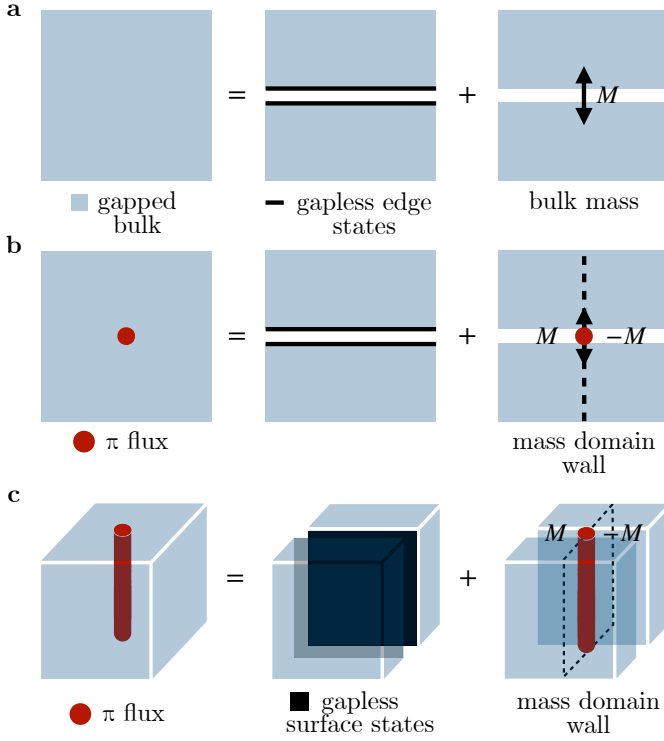 a
= + M
gapped bulk
gapless edge states
bulk mass
b
= + M −M
π flux
mass domain wall
c
= + M −M
π flux
gapless surface states
mass domain wall